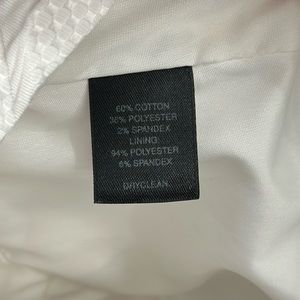 60% COTTON
38% POLYESTER
2% SPANDEX
LINING:
94% POLYESTER
6% SPANDEX
DRYCLEAN